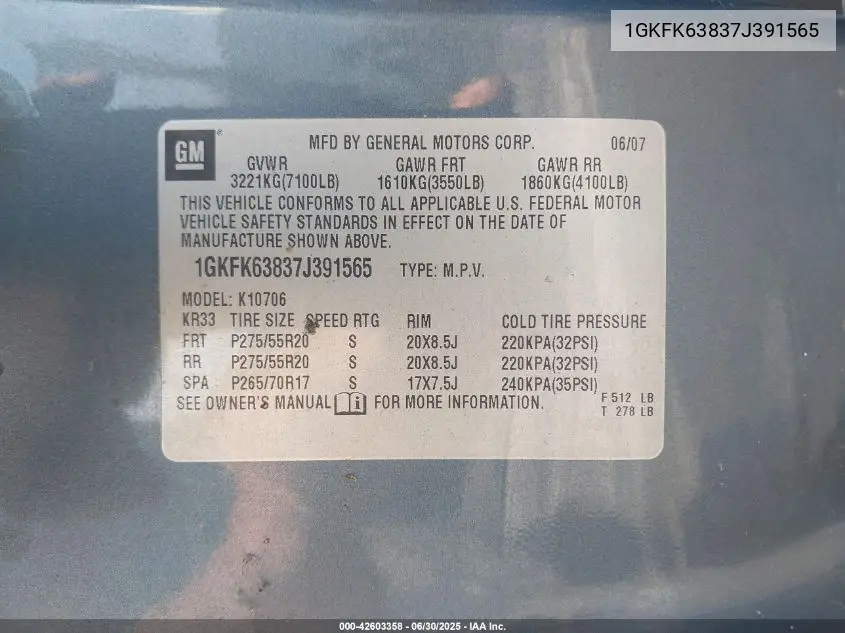 1GKFK63837J391565
GM
MFD BY GENERAL MOTORS CORP. 06/07
GVWR GAWR FRT GAWR RR
3221KG(7100LB) 1610KG(3550LB) 1860KG(4100LB)
THIS VEHICLE CONFORMS TO ALL APPLICABLE U.S. FEDERAL MOTOR
VEHICLE SAFETY STANDARDS IN EFFECT ON THE DATE OF
MANUFACTURE SHOWN ABOVE.
1GKFK63837J391565 TYPE: M.P.V.
MODEL: K10706
KR33 TIRE SIZE SPEED RTG RIM COLD TIRE PRESSURE
FRT P275/55R20 S 20X8.5J 220KPA(32PSI)
RR P275/55R20 S 20X8.5J 220KPA(32PSI)
SPA P265/70R17 S 17X7.5J 240KPA(35PSI)
SEE OWNER'S MANUAL i FOR MORE INFORMATION.
F 512 LB
T 278 LB
000-42603358 - 06/30/2025 - IAA Inc.